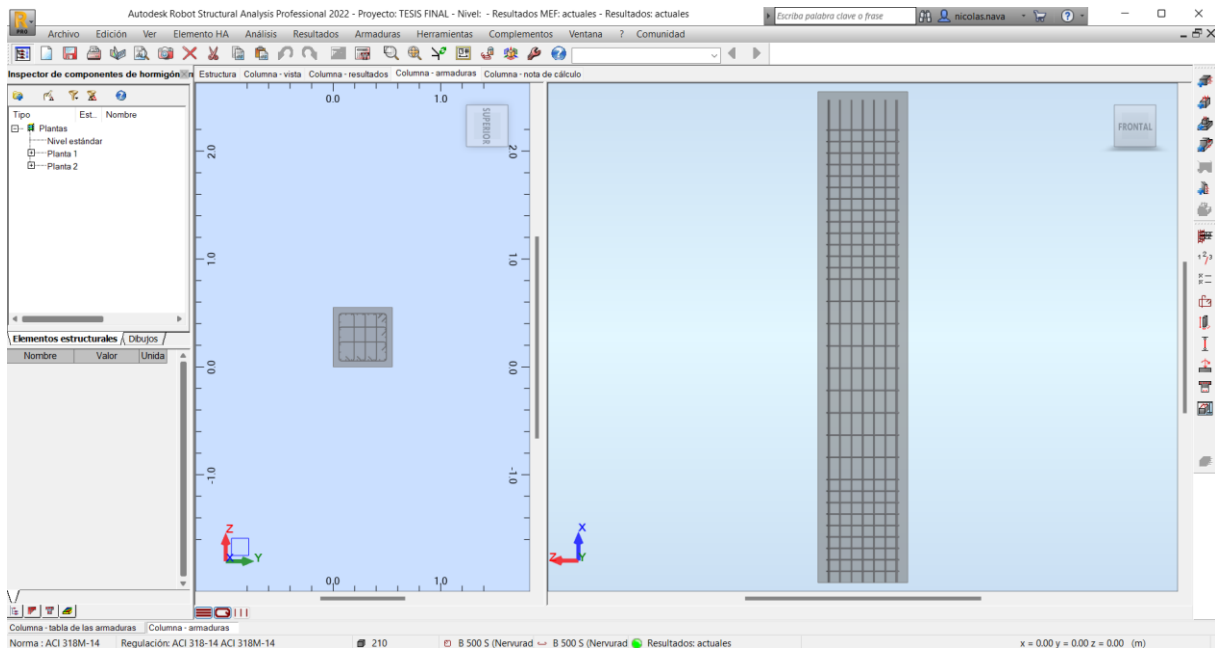 Autodesk Robot Structural Analysis Professional 2022 - Proyecto: TESIS FINAL - Nivel: - Resultados MEF: actuales - Resultados: actuales
Escriba palabra clave o frase
nicolas.nava
PRO
Archivo Edición Ver Elemento HA Análisis Resultados Armaduras Herramientas Complementos Ventana ? Comunidad
Inspector de componentes de hormigón
Estructura Columna - vista Columna - resultados Columna - armaduras Columna - nota de cálculo
Tipo Est.. Nombre
Plantas
Nivel estándar
Planta 1
Planta 2
Elementos estructurales Dibujos
Nombre Valor Unida
0.0 1.0
SUPERIOR
2.0 2.0
1.0 1.0
0.0 0.0
-1.0 -1.0
Z
X Y
0,0 1,0
FRONTAL
X
Z Y
Columna - tabla de las armaduras Columna - armaduras
Norma : ACI 318M-14 Regulación: ACI 318-14 ACI 318M-14 210 B 500 S (Nervurad B 500 S (Nervurad Resultados: actuales x = 0.00 y = 0.00 z = 0.00 (m)